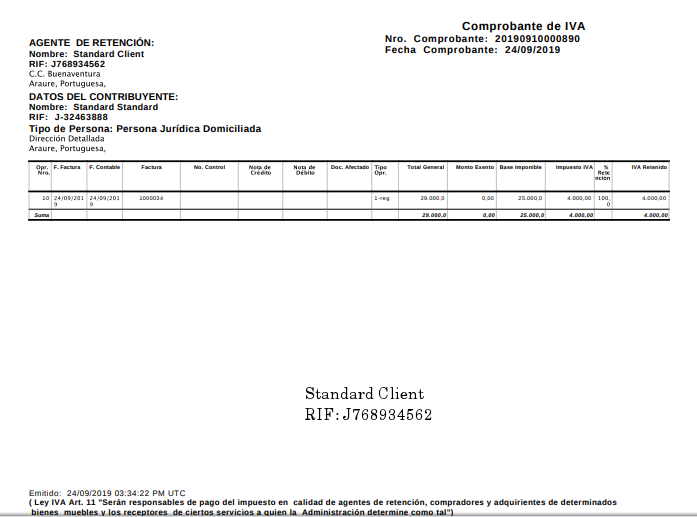 Comprobante de IVA
Nro. Comprobante: 20190910000890
Fecha Comprobante: 24/09/2019
AGENTE DE RETENCIÓN:
Nombre: Standard Client
RIF: J768934562
C.C. Buenaventura
Araure, Portuguesa,
DATOS DEL CONTRIBUYENTE:
Nombre: Standard Standard
RIF: J-32463888
Tipo de Persona: Persona Jurídica Domiciliada
Dirección Detallada
Araure, Portuguesa,
Opr. Nro. F. Factura F. Contable Factura No. Control Nota de Crédito Nota de Débito Doc. Afectado Tipo Opr. Total General Monto Exento Base Imponible Impuesto IVA % Retención IVA Retenido
10 24/09/2019 24/09/2019 1000034 1-reg 29.000,0 0,00 25.000,0 4.000,00 100,0 4.000,00
Suma 29.000,0 0,00 25.000,0 4.000,00 4.000,00
Standard Client
RIF: J768934562
Emitido: 24/09/2019 03:34:22 PM UTC
( Ley IVA Art. 11 "Serán responsables de pago del impuesto en calidad de agentes de retención, compradores y adquirientes de determinados
bienes muebles y los receptores de ciertos servicios a quien la Administración determine como tal")